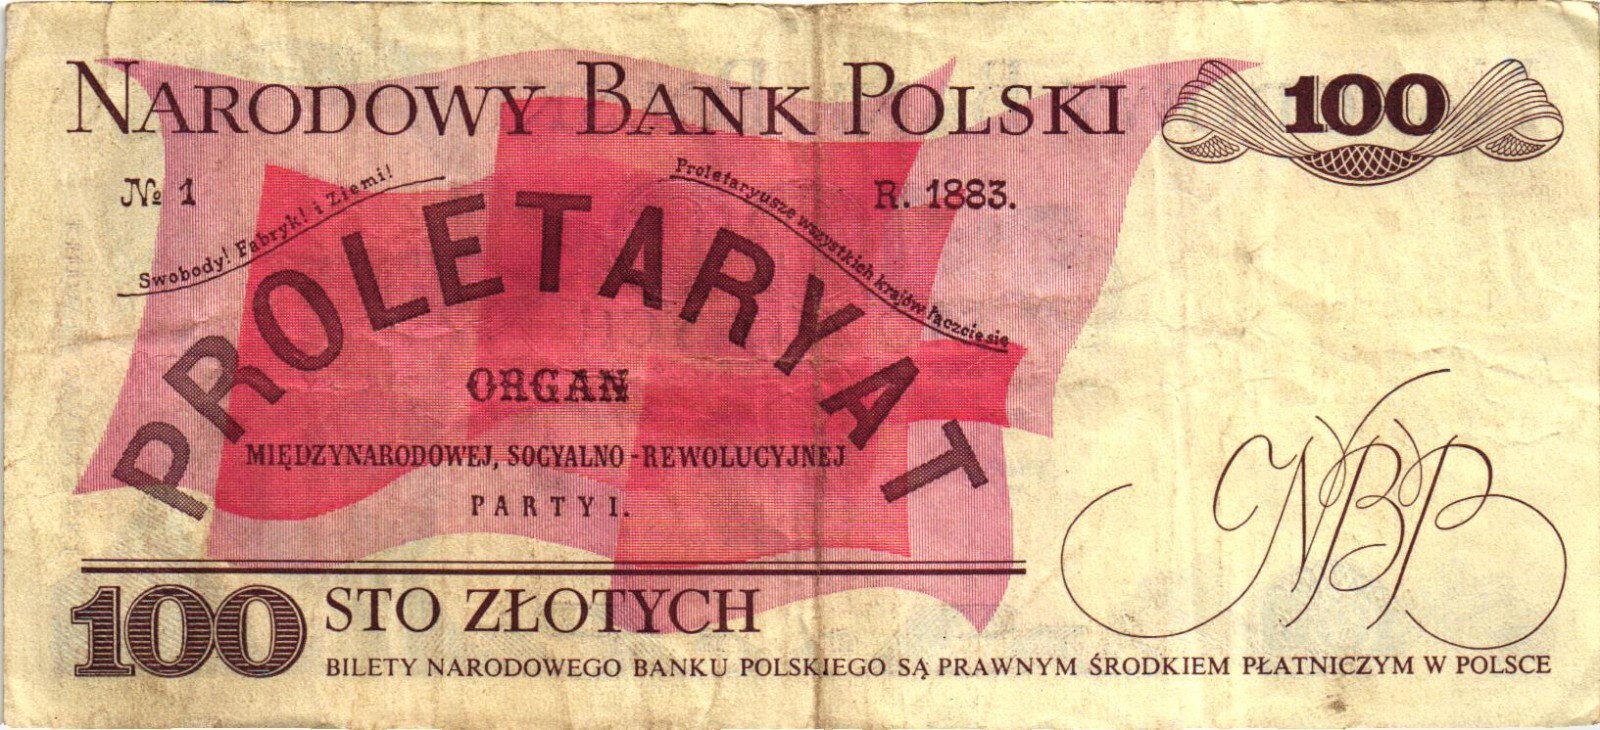 NARODOWY BANK POLSKI
100
№ 1
Swobody! Fabryk! i Ziemi!
Proletaryusze wszystkich krajów łączcie się
R. 1883.
PROLETARYAT
ORGAN
MIĘDZYNARODOWEJ, SOCYALNO-REWOLUCYJNEJ
PARTYI.
NBP
100
STO ZŁOTYCH
BILETY NARODOWEGO BANKU POLSKIEGO SĄ PRAWNYM ŚRODKIEM PŁATNICZYM W POLSCE